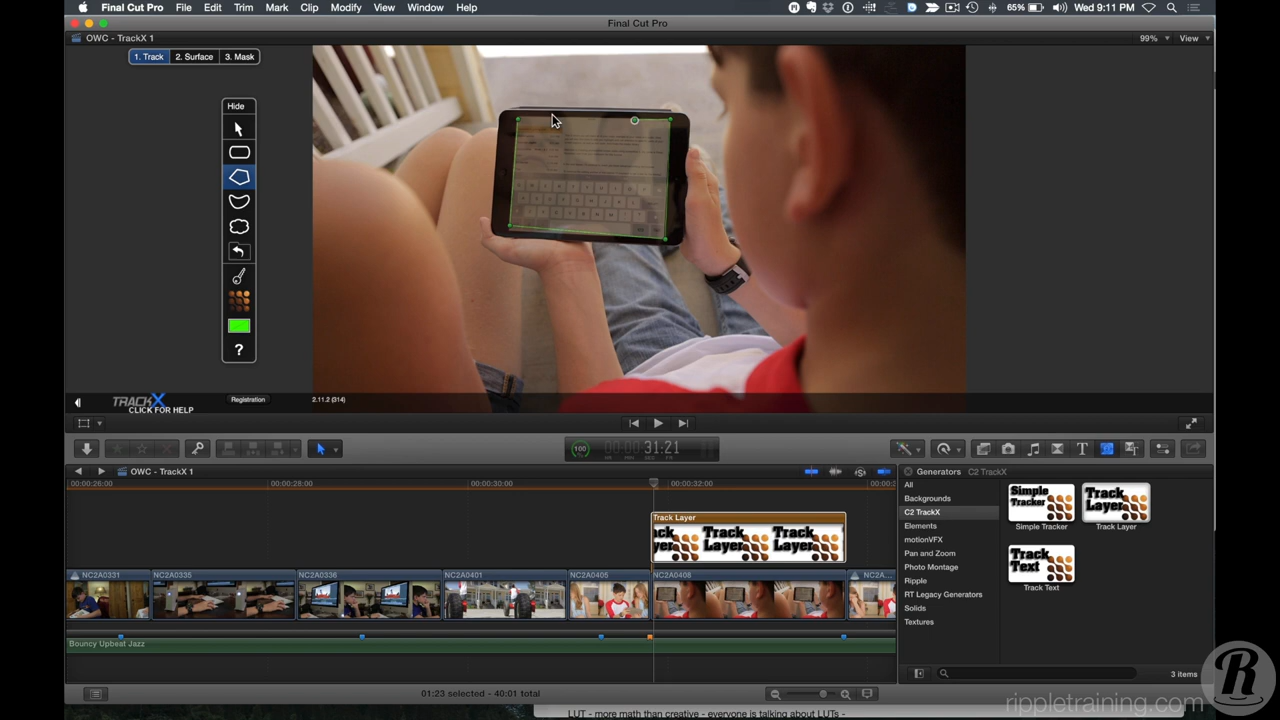 Final Cut Pro File Edit Trim Mark Clip Modify View Window Help 65% Wed 9:11 PM
Final Cut Pro
OWC - TrackX 1 99% View
1. Track 2. Surface 3. Mask
Hide
?
TRACKX Registration 2.11.2 (314)
CLICK FOR HELP
100 00:00:31:21
OWC - TrackX 1 Generators C2 TrackX
00:00:26:00 00:00:28:00 00:00:30:00 00:00:32:00
All
Backgrounds
C2 TrackX
Elements
motionVFX
Pan and Zoom
Photo Montage
Ripple
RT Legacy Generators
Solids
Textures
Simple Tracker
Simple Tracker
Track Layer
Track Layer
Track Text
Track Text
Track Layer
Track Layer Track Layer
NC2A0331 NC2A0335 NC2A0336 NC2A0401 NC2A0405 NC2A0408 NC2A...
Bouncy Upbeat Jazz
01:23 selected - 40:01 total
3 items
R
rippletraining.com
LUT - more math than creative - everyone is talking about LUTs -